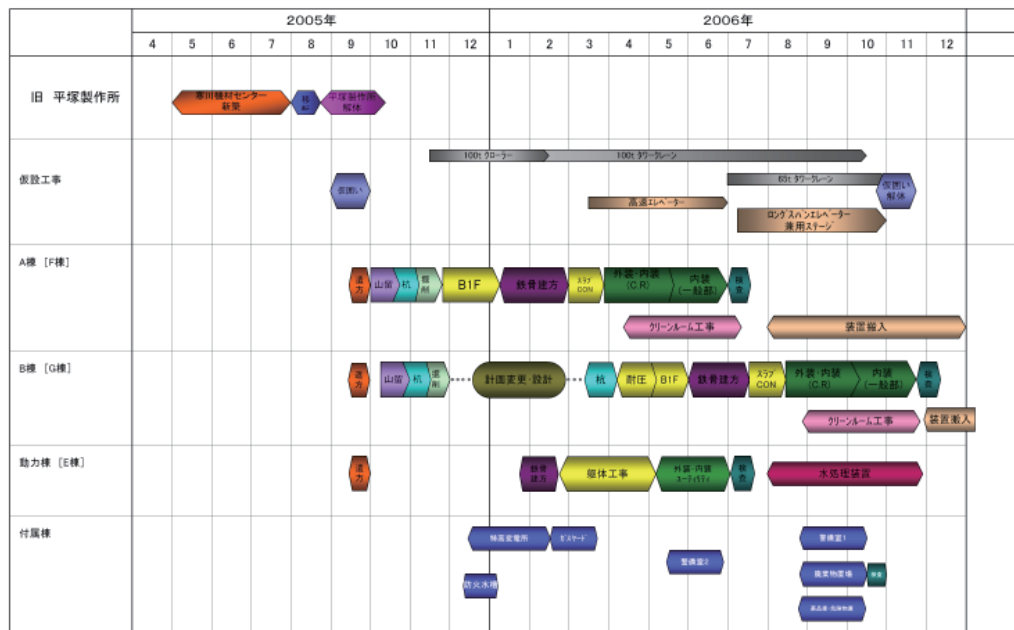 2005年 2006年
4 5 6 7 8 9 10 11 12 1 2 3 4 5 6 7 8 9 10 11 12
旧 平塚製作所
寒川機材センター
新築
平塚製作所
解体
仮設工事
100t クローラー
100t タワークレーン
65t タワークレーン
仮囲い
仮囲い
解体
高速エレベーター
ロングスパンエレベーター
兼用ステージ
A棟 [F棟]
遣方
山留
杭
掘削
B1F
鉄骨建方
スラブ
CON
外装・内装
(C.R)
内装
(一般部)
検査
クリーンルーム工事
装置搬入
B棟 [G棟]
遣方
山留
杭
計画変更・設計
杭
耐圧
B1F
鉄骨建方
スラブ
CON
外装・内装
(C.R)
内装
(一般部)
検査
クリーンルーム工事
装置搬入
動力棟 [E棟]
遣方
鉄骨
建方
躯体工事
外装・内装
ユーティリティ
検査
水処理装置
付属棟
特高変電所
防火水槽
警備室2
警備室1
廃棄物置場
検査